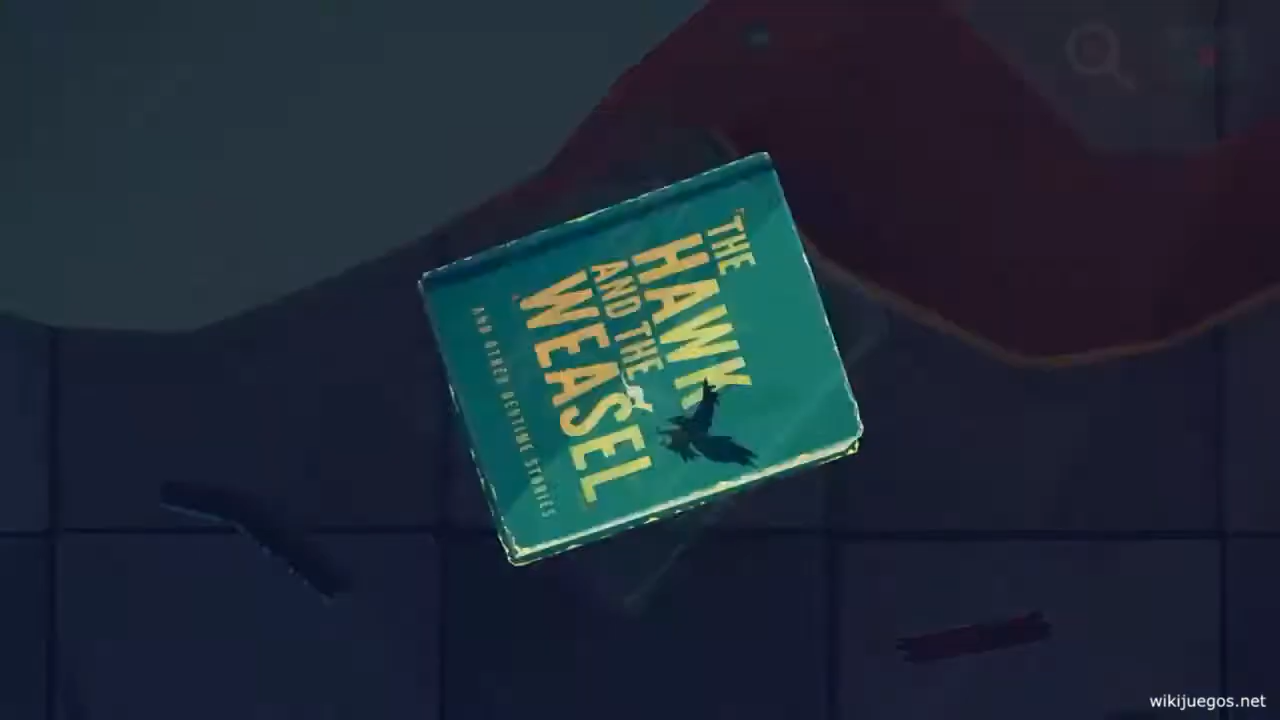 THE
HAWK
AND THE
WEASEL
AND OTHER BEDTIME STORIES
wikijuegos.net